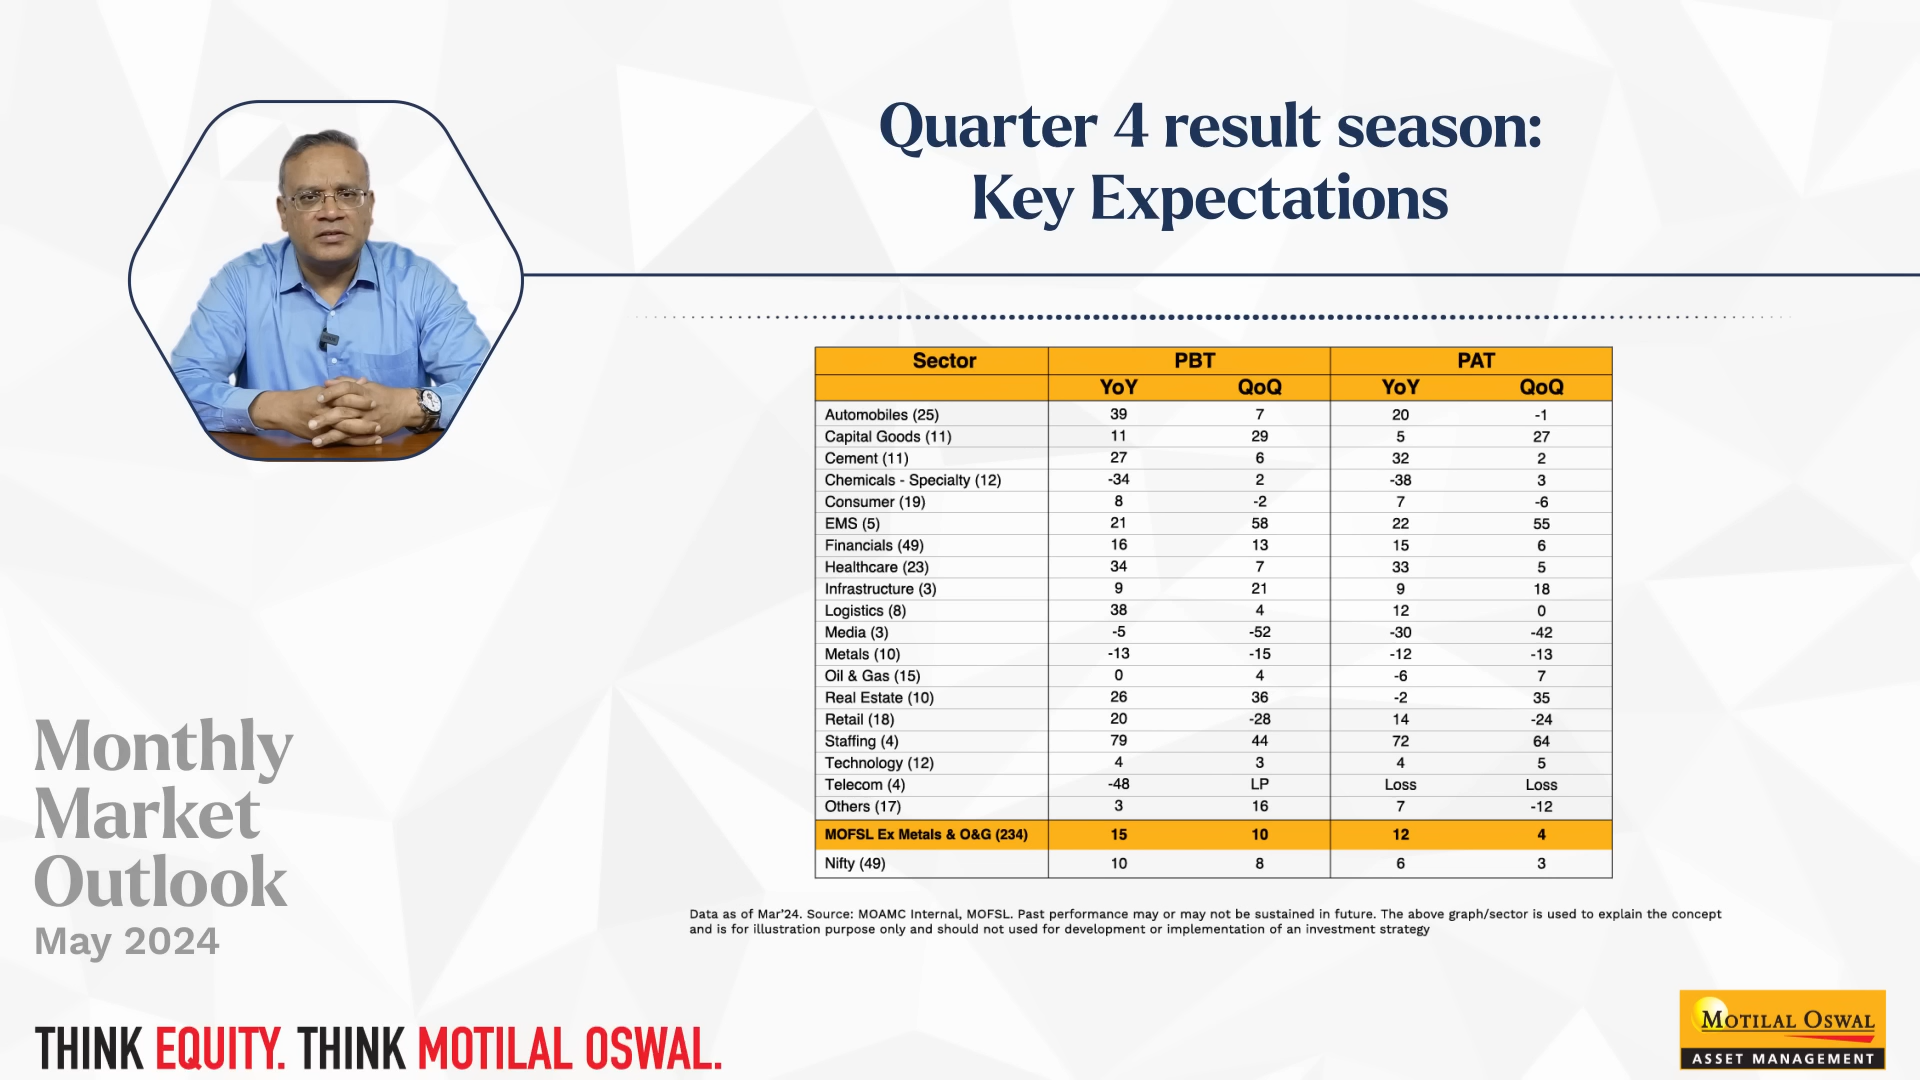 Quarter 4 result season:
Key Expectations
Sector PBT PAT
YoY QoQ YoY QoQ
Automobiles (25) 39 7 20 -1
Capital Goods (11) 11 29 5 27
Cement (11) 27 6 32 2
Chemicals - Specialty (12) -34 2 -38 3
Consumer (19) 8 -2 7 -6
EMS (5) 21 58 22 55
Financials (49) 16 13 15 6
Healthcare (23) 34 7 33 5
Infrastructure (3) 9 21 9 18
Logistics (8) 38 4 12 0
Media (3) -5 -52 -30 -42
Metals (10) -13 -15 -12 -13
Oil & Gas (15) 0 4 -6 7
Real Estate (10) 26 36 -2 35
Retail (18) 20 -28 14 -24
Staffing (4) 79 44 72 64
Technology (12) 4 3 4 5
Telecom (4) -48 LP Loss Loss
Others (17) 3 16 7 -12
MOFSL Ex Metals & O&G (234) 15 10 12 4
Nifty (49) 10 8 6 3
Data as of Mar'24. Source: MOAMC Internal, MOFSL. Past performance may or may not be sustained in future. The above graph/sector is used to explain the concept
and is for illustration purpose only and should not used for development or implementation of an investment strategy
Monthly
Market
Outlook
May 2024
THINK EQUITY. THINK MOTILAL OSWAL.
MOTILAL OSWAL
ASSET MANAGEMENT